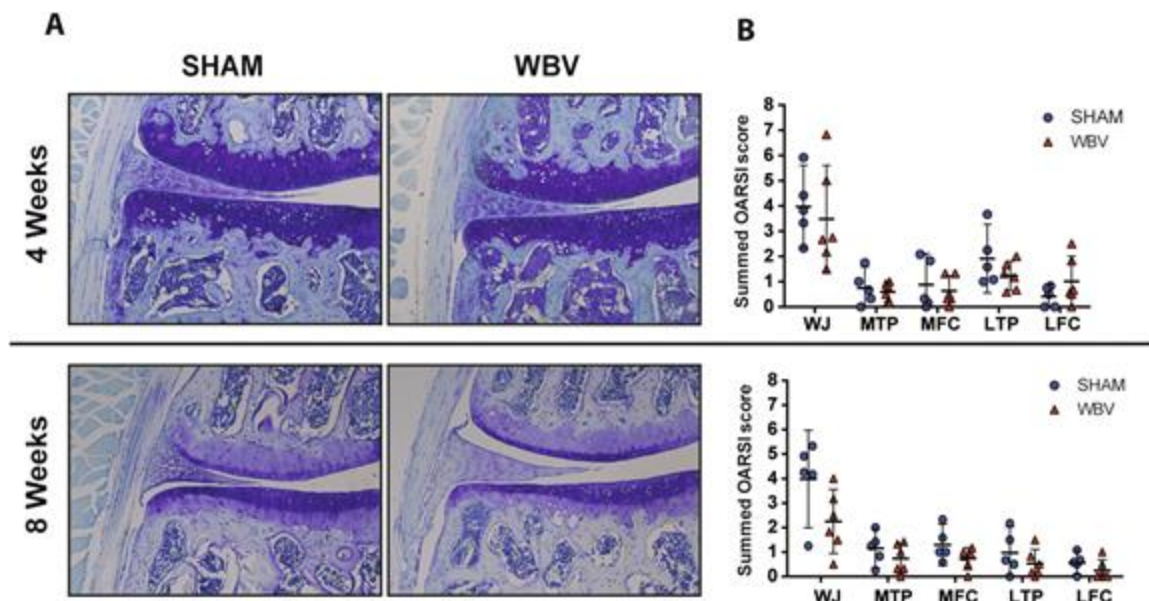 A
SHAM
WBV
4 Weeks
8 Weeks
B
8
7
6
5
4
3
2
1
0
Summed OARSI score
SHAM
WBV
WJ MTP MFC LTP LFC
8
7
6
5
4
3
2
1
0
Summed OARSI score
SHAM
WBV
WJ MTP MFC LTP LFC